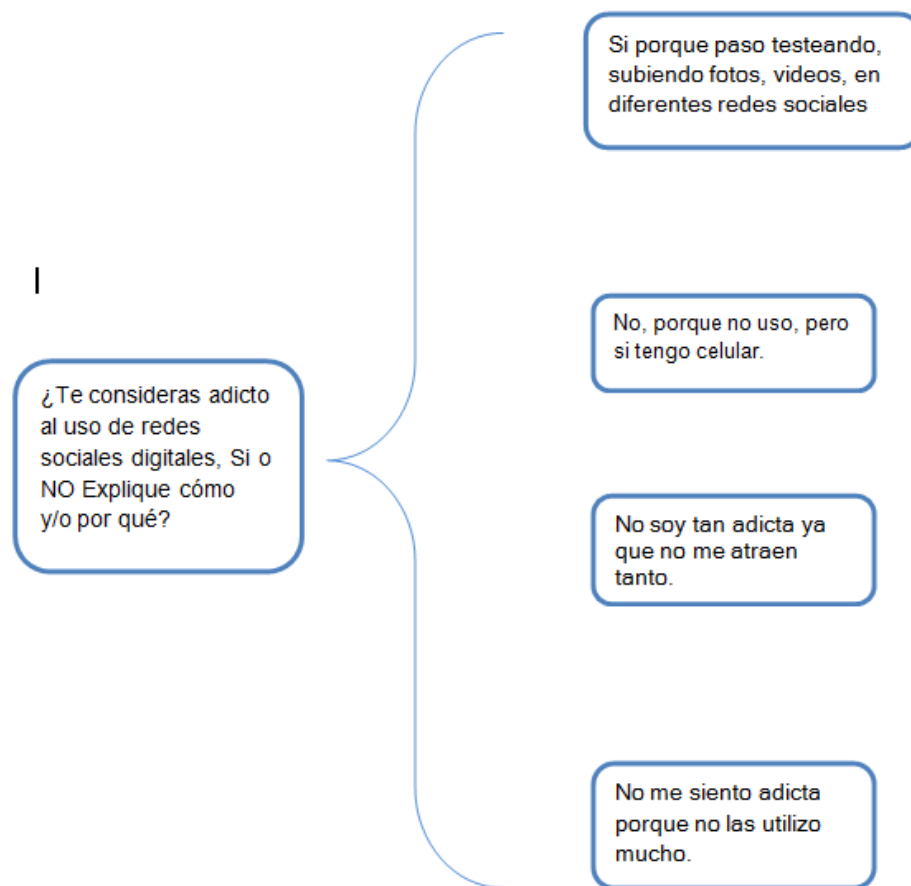 Si porque paso testeando,
subiendo fotos, videos, en
diferentes redes sociales
No, porque no uso, pero
si tengo celular.
¿Te consideras adicto
al uso de redes
sociales digitales, Si o
NO Explique cómo
y/o por qué?
No soy tan adicta ya
que no me atraen
tanto.
No me siento adicta
porque no las utilizo
mucho.